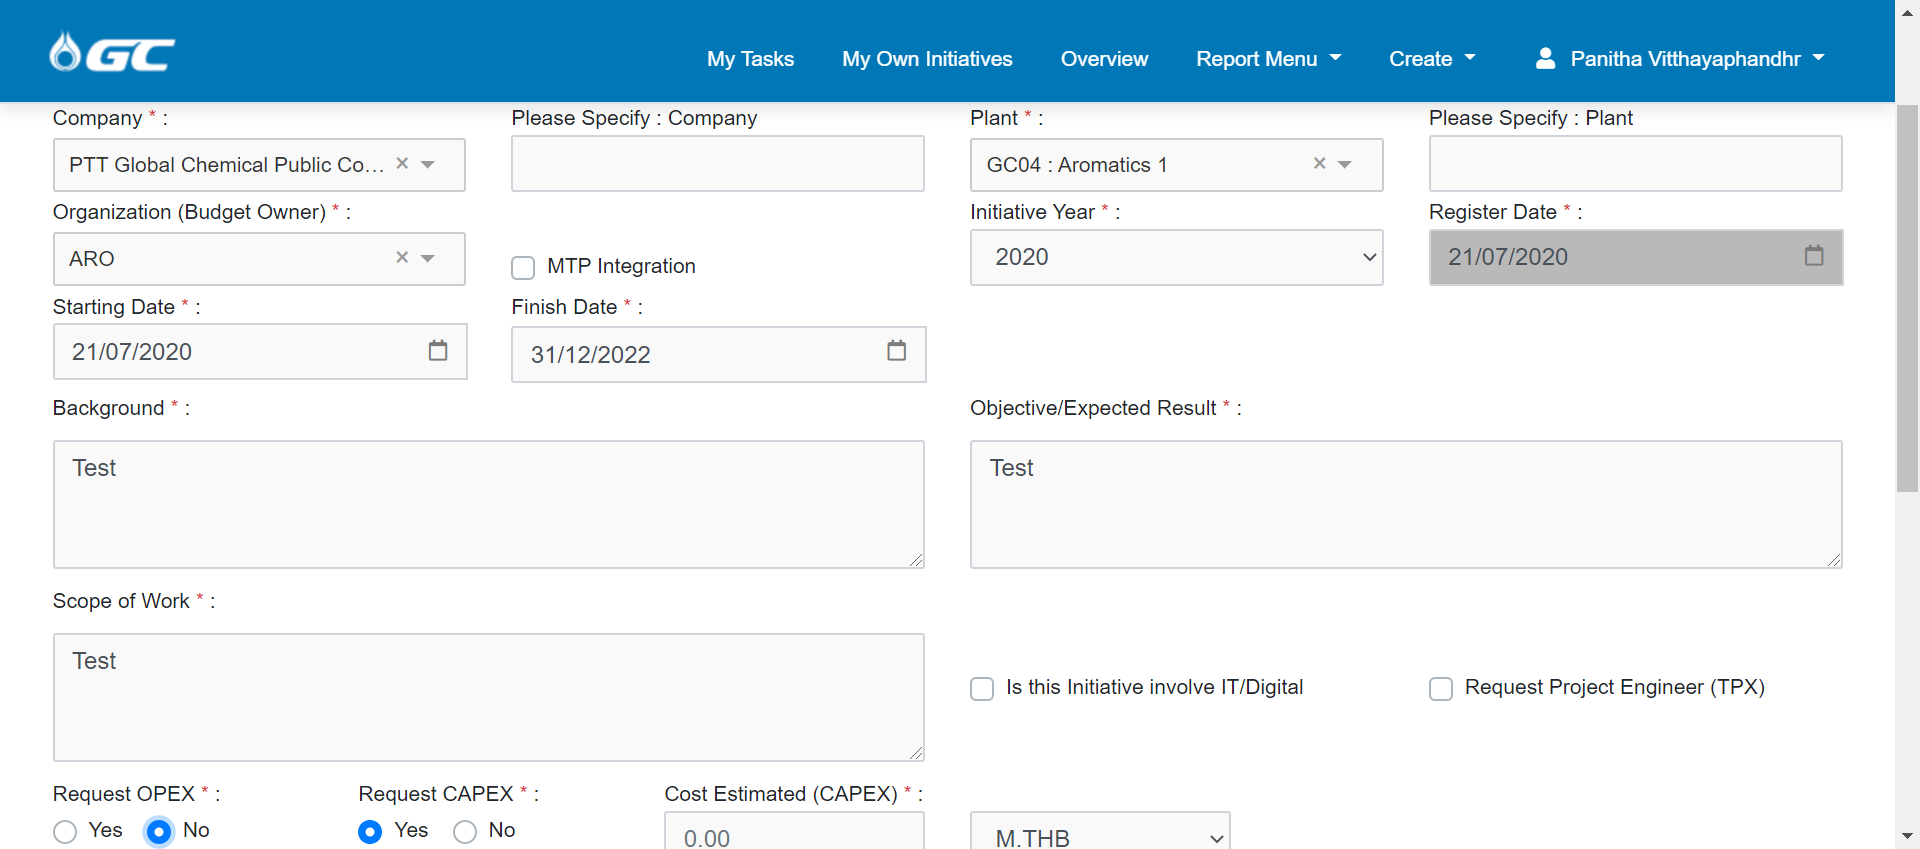 GC
My Tasks
My Own Initiatives
Overview
Report Menu
Create
Panitha Vitthayaphandhr
Company * :
Please Specify : Company
Plant * :
Please Specify : Plant
PTT Global Chemical Public Co... ×
GC04 : Aromatics 1 ×
Organization (Budget Owner) * :
Initiative Year * :
Register Date * :
ARO ×
MTP Integration
2020
21/07/2020
Starting Date * :
Finish Date * :
21/07/2020
31/12/2022
Background * :
Objective/Expected Result * :
Test
Test
Scope of Work * :
Test
Is this Initiative involve IT/Digital
Request Project Engineer (TPX)
Request OPEX * :
Request CAPEX * :
Cost Estimated (CAPEX) * :
Yes
No
Yes
No
0.00
M.THB